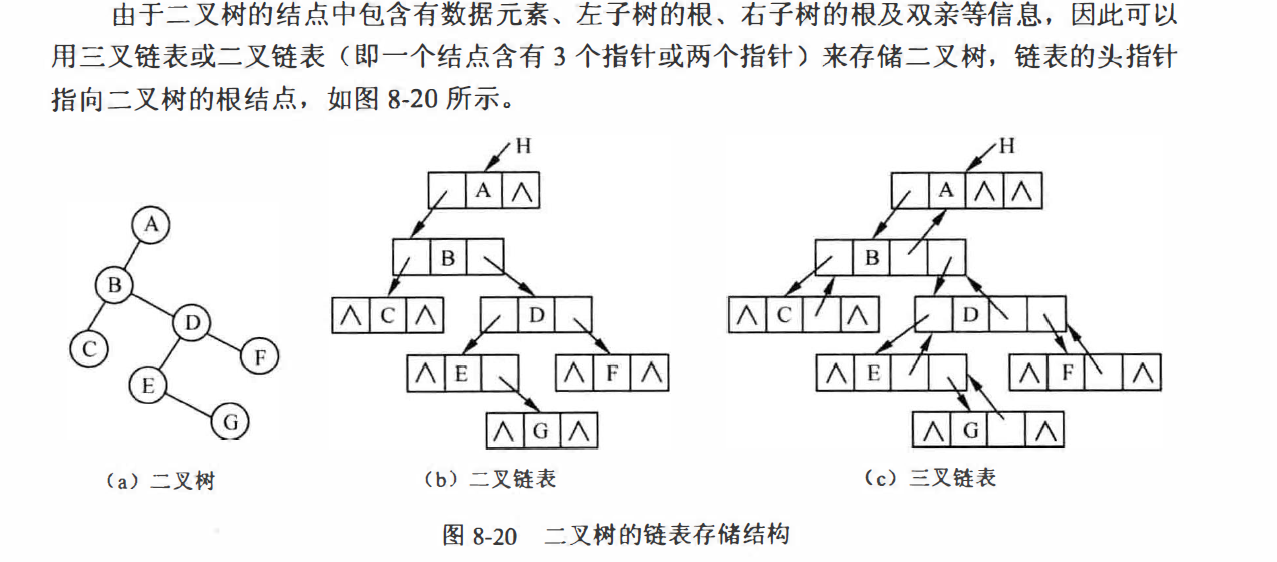 由于二叉树的结点中包含有数据元素、左子树的根、右子树的根及双亲等信息，因此可以
用三叉链表或二叉链表（即一个结点含有 3 个指针或两个指针）来存储二叉树，链表的头指针
指向二叉树的根结点，如图 8-20 所示。
A
B
C
D
E
F
G
H
A ∧
B
∧ C ∧
D
∧ E
∧ F ∧
∧ G ∧
H
A ∧ ∧
B
∧ C ∧
D
∧ E
∧ F ∧
∧ G ∧
（a）二叉树
（b）二叉链表
（c）三叉链表
图 8-20 二叉树的链表存储结构